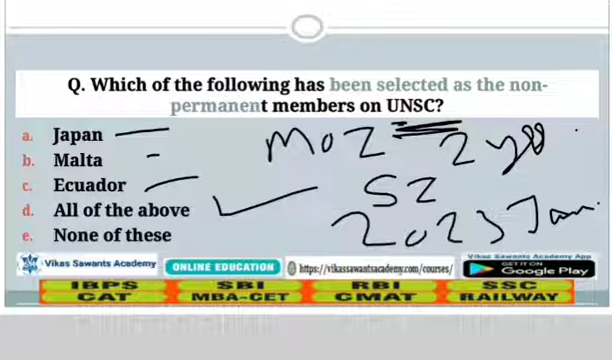 Q. Which of the following has been selected as the non-
permanent members on UNSC?
a. Japan
b. Malta
c. Ecuador
d. All of the above
e. None of these
MOZ 2 yrs
SZ
2023 Jan
Vikas Sawants Academy
ONLINE EDUCATION
https://vikassawantsacademy.com/courses/
Vikas Sawants Academy App
GET IT ON
Google Play
IBPS SBI RBI SSC
CAT MBA-CET CMAT RAILWAY